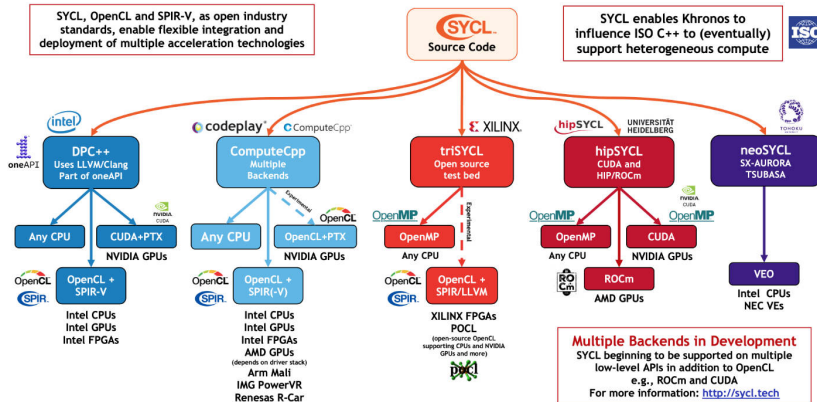 SYCL, OpenCL and SPIR-V, as open industry
standards, enable flexible integration and
deployment of multiple acceleration technologies
SYCL
Source Code
SYCL enables Khronos to
influence ISO C++ to (eventually)
support heterogeneous compute
ISO
intel
oneAPI
DPC++
Uses LLVM/Clang
Part of oneAPI
codeplay
ComputeCpp
ComputeCpp
Multiple
Backends
XILINX
triSYCL
Open source
test bed
hipSYCL
UNIVERSITÄT
HEIDELBERG
hipSYCL
CUDA and
HIP/ROCm
TOHOKU
neoSYCL
SX-AURORA
TSUBASA
Any CPU
NVIDIA
CUDA
CUDA+PTX
NVIDIA GPUs
OpenCL
SPIR
OpenCL +
SPIR-V
Intel CPUs
Intel GPUs
Intel FPGAs
Experimental
Any CPU
OpenCL
OpenCL+PTX
NVIDIA GPUs
OpenCL
SPIR
OpenCL +
SPIR(-V)
Intel CPUs
Intel GPUs
Intel FPGAs
AMD GPUs
(depends on driver stack)
Arm Mali
IMG PowerVR
Renesas R-Car
OpenMP
OpenMP
Any CPU
Experimental
OpenCL
SPIR
OpenCL +
SPIR/LLVM
XILINX FPGAs
POCL
(open-source OpenCL
supporting CPUs and NVIDIA
GPUs and more)
pocl
OpenMP
OpenMP
Any CPU
NVIDIA
CUDA
OpenMP
CUDA
NVIDIA GPUs
ROCm
ROCm
AMD GPUs
VEO
Intel CPUs
NEC VEs
Multiple Backends in Development
SYCL beginning to be supported on multiple
low-level APIs in addition to OpenCL
e.g., ROCm and CUDA
For more information: http://sycl.tech